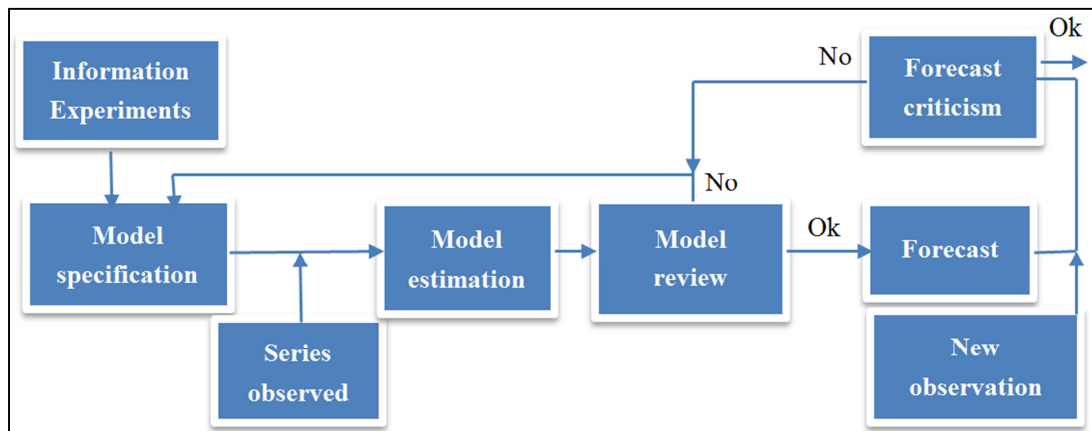 Information
Experiments
No
Forecast
criticism
Ok
No
Model
specification
Model
estimation
Model
review
Ok
Forecast
Series
observed
New
observation